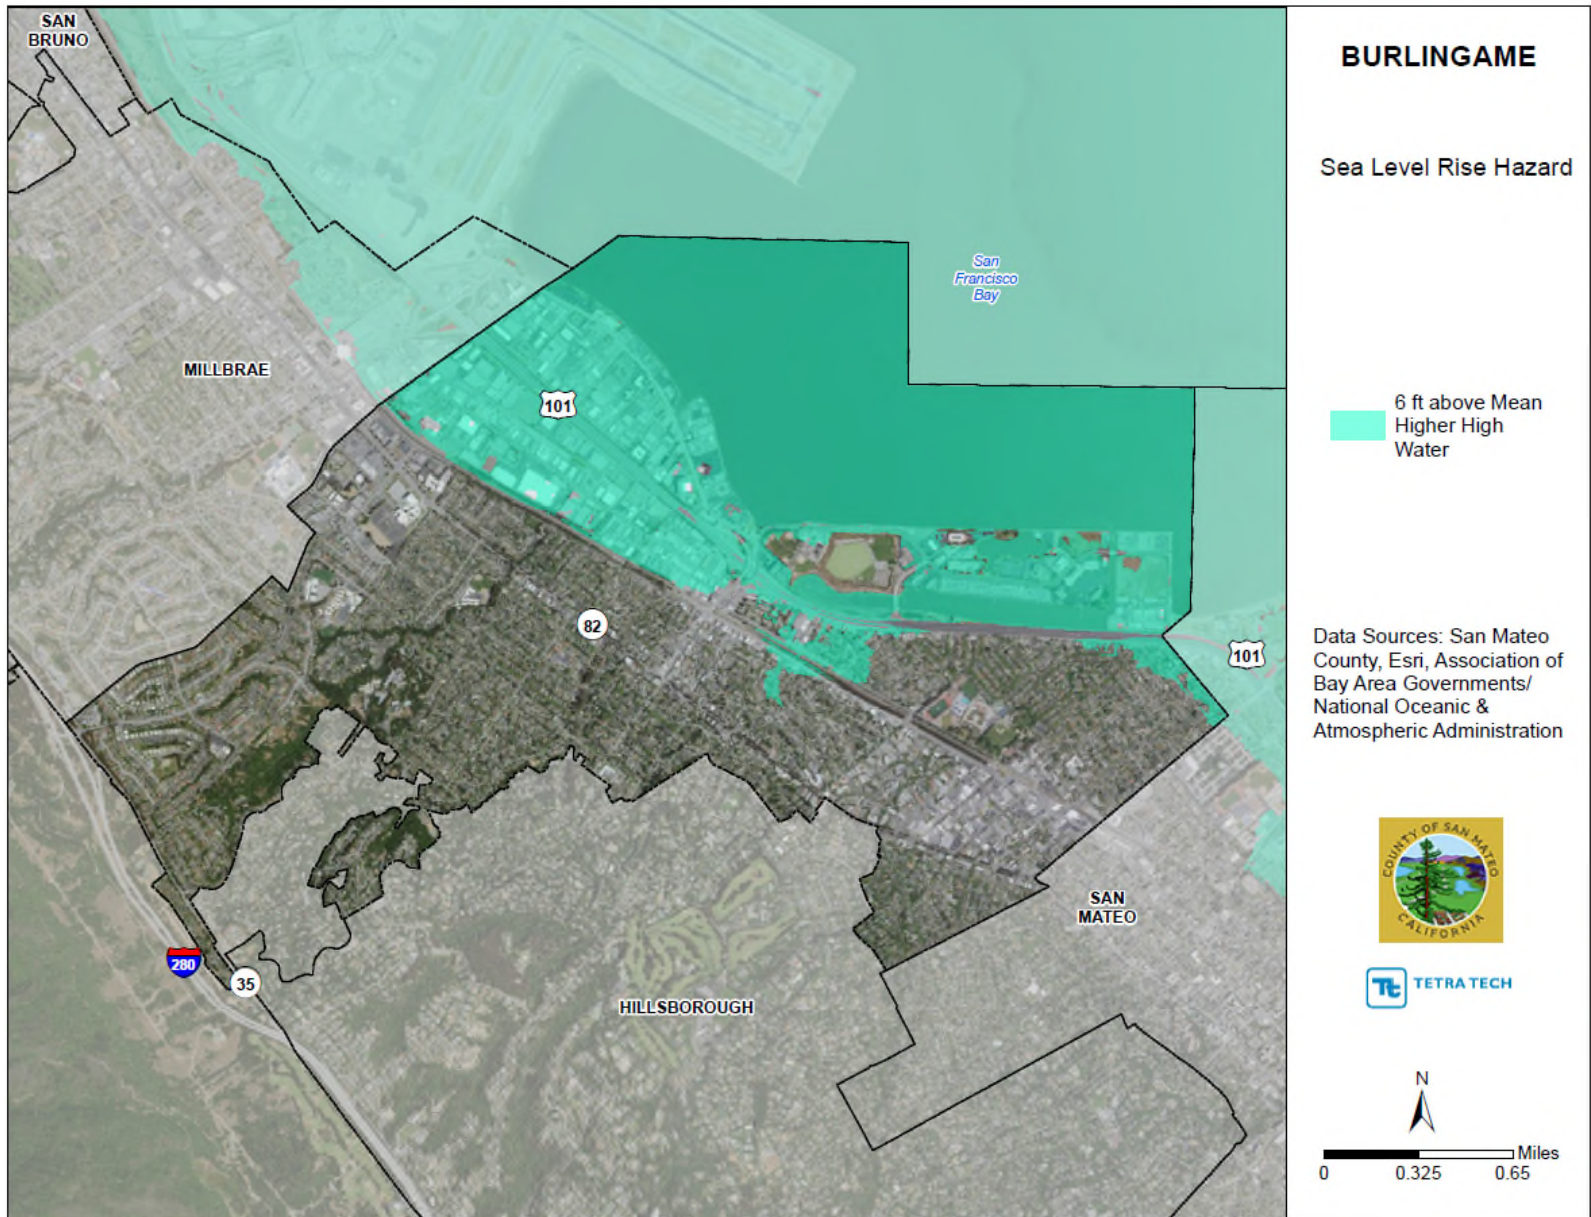 SAN
BRUNO
BURLINGAME
Sea Level Rise Hazard
San
Francisco
Bay
MILLBRAE
101
6 ft above Mean
Higher High
Water
82
101
Data Sources: San Mateo
County, Esri, Association of
Bay Area Governments/
National Oceanic &
Atmospheric Administration
COUNTY OF SAN MATEO
CALIFORNIA
SAN
MATEO
280
35
HILLSBOROUGH
Tt
TETRA TECH
N
Miles
0 0.325 0.65